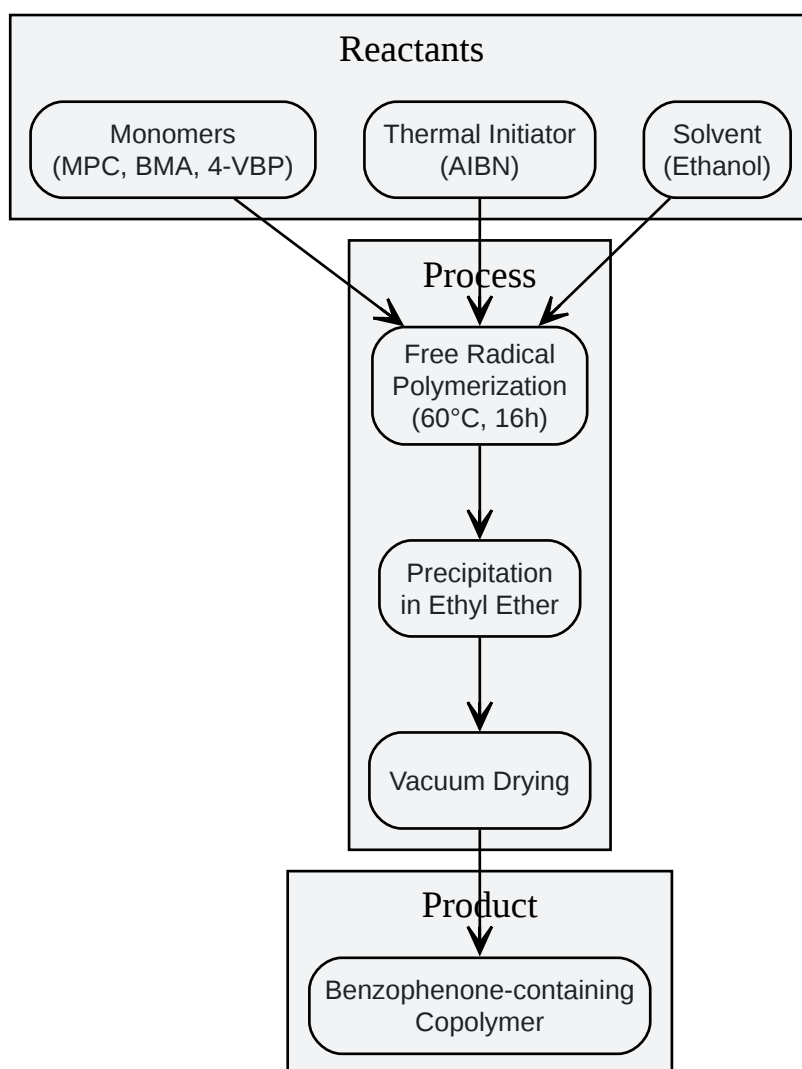 Reactants
Monomers
(MPC, BMA, 4-VBP)
Thermal Initiator
(AIBN)
Solvent
(Ethanol)
Process
Free Radical
Polymerization
(60°C, 16h)
Precipitation
in Ethyl Ether
Vacuum Drying
Product
Benzophenone-containing
Copolymer